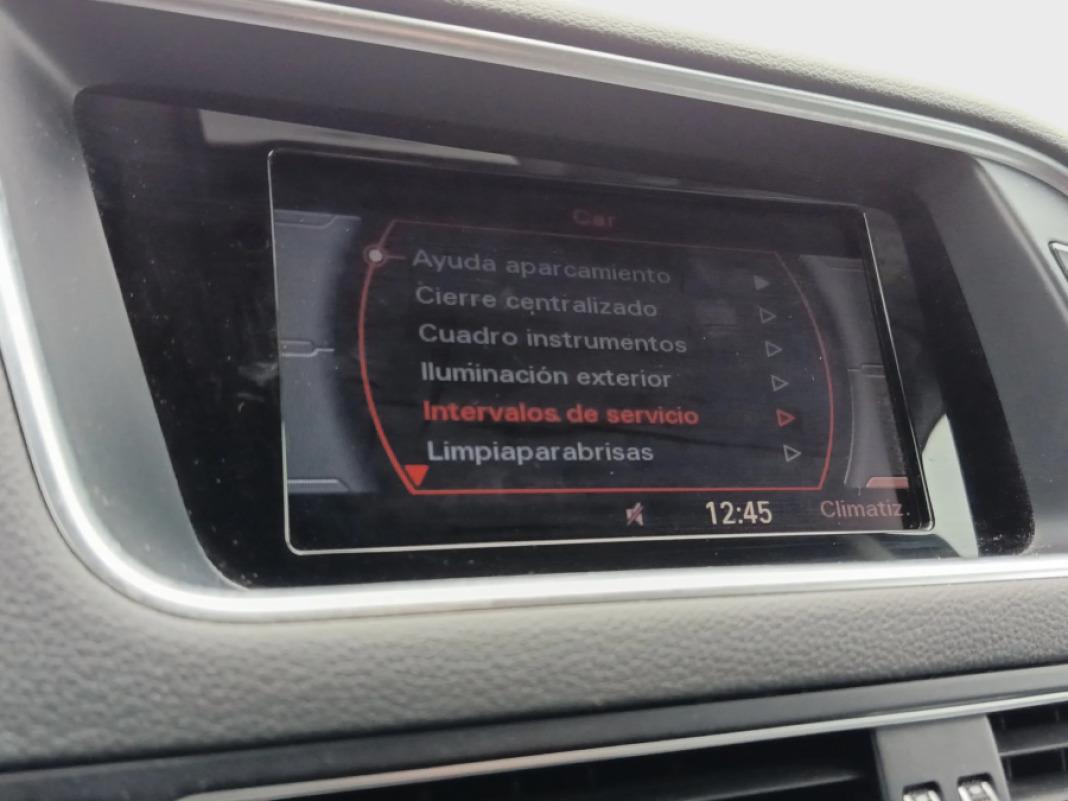 Car
Ayuda aparcamiento
Cierre centralizado
Cuadro instrumentos
Iluminación exterior
Intervalos de servicio
Limpiaparabrisas
12:45
Climatiz.